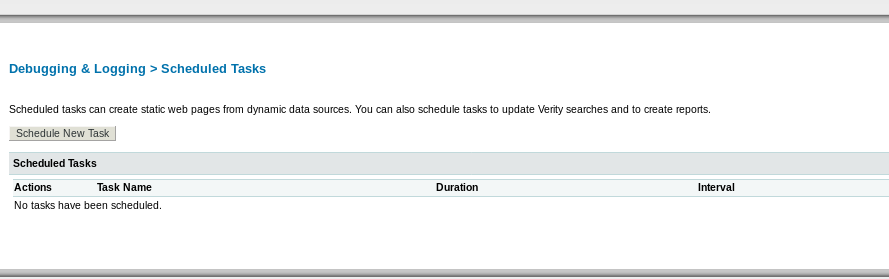 Debugging & Logging > Scheduled Tasks
Scheduled tasks can create static web pages from dynamic data sources. You can also schedule tasks to update Verity searches and to create reports.
Schedule New Task
Scheduled Tasks
Actions Task Name Duration Interval
No tasks have been scheduled.